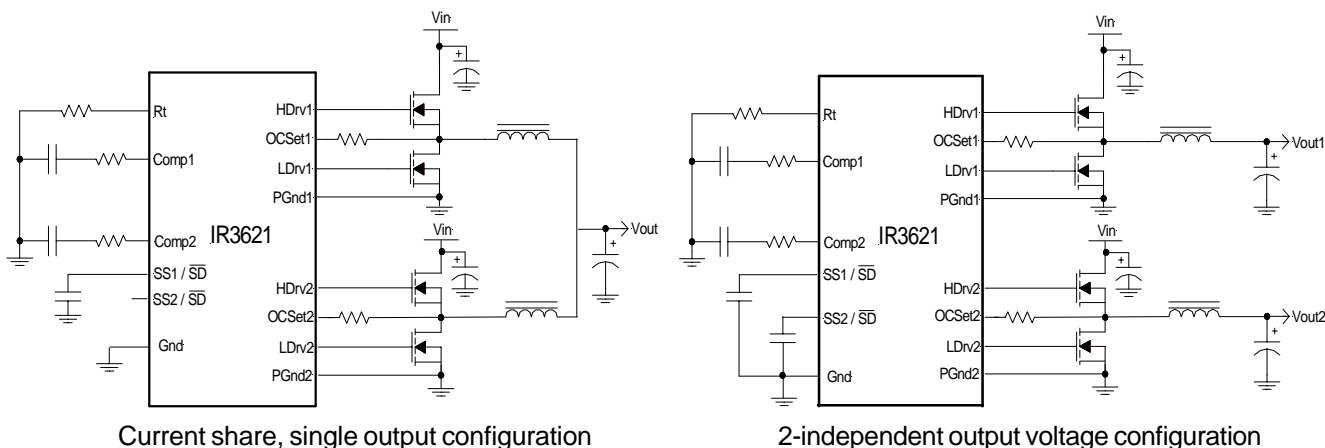 Vin
+
Rt
HDrv1
OCSet1
Comp1
LDrv1
PGnd1
Comp2
IR3621
Vin
+
Vout
+
SS1 / SD
SS2 / SD
HDrv2
OCSet2
Gnd
LDrv2
PGnd2
Current share, single output configuration
Vin
+
Rt
HDrv1
OCSet1
Vout1
+
Comp1
LDrv1
PGnd1
Comp2
IR3621
Vin
+
SS1 / SD
HDrv2
SS2 / SD
OCSet2
Vout2
+
LDrv2
Gnd
PGnd2
2-independent output voltage configuration